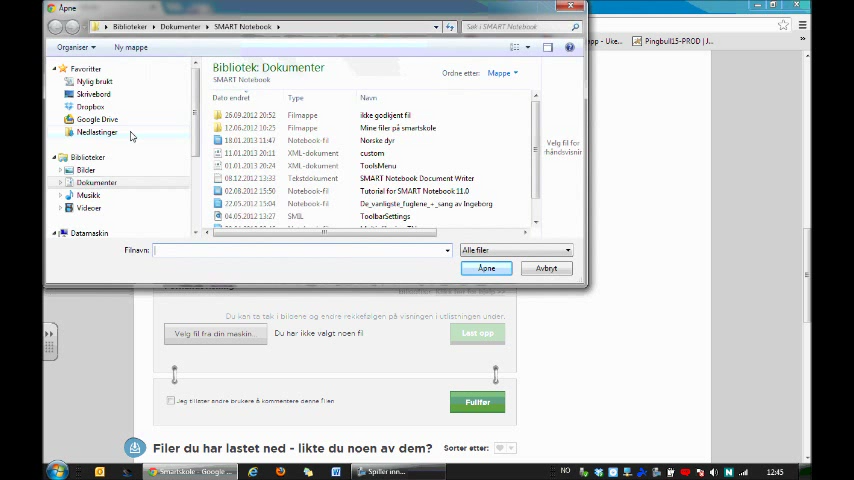 Åpne
Biblioteker ▸ Dokumenter ▸ SMART Notebook ▸
Søk i SMART Notebook
Organiser
Ny mappe
app - Uke...
Pingbull15-PROD | J...
Favoritter
Nylig brukt
Skrivebord
Dropbox
Google Drive
Nedlastinger
Biblioteker
Bilder
Dokumenter
Musikk
Videoer
Datamaskin
Bibliotek: Dokumenter
SMART Notebook
Ordne etter: Mappe
Dato endret Type Navn
26.09.2012 20:52 Filmappe ikke godkjent fil
12.06.2012 10:25 Filmappe Mine filer på smartskole
18.01.2013 11:47 Notebook-fil Norske dyr
11.01.2013 20:11 XML-dokument custom
01.03.2012 20:24 XML-dokument ToolsMenu
08.12.2012 13:33 Tekstdokument SMART Notebook Document Writer
02.08.2012 15:50 Notebook-fil Tutorial for SMART Notebook 11.0
22.05.2012 15:04 Notebook-fil De_vanligste_fuglene_+_sang av Ingeborg
04.05.2012 13:27 SMIL ToolbarSettings
Velg fil for
Filnavn:
Alle filer
Åpne
Avbryt
Du kan ta tak i bildene og endre rekkefølgen på visningen i utlistningen under.
Velg fil fra din maskin...
Du har ikke valgt noen fil
Last opp
Jeg tillater andre brukere å kommentere denne filen
Fullfør
Filer du har lastet ned - likte du noen av dem?
Sorter etter:
Smartskole - Google ...
Spiller inn...
NO
12:45